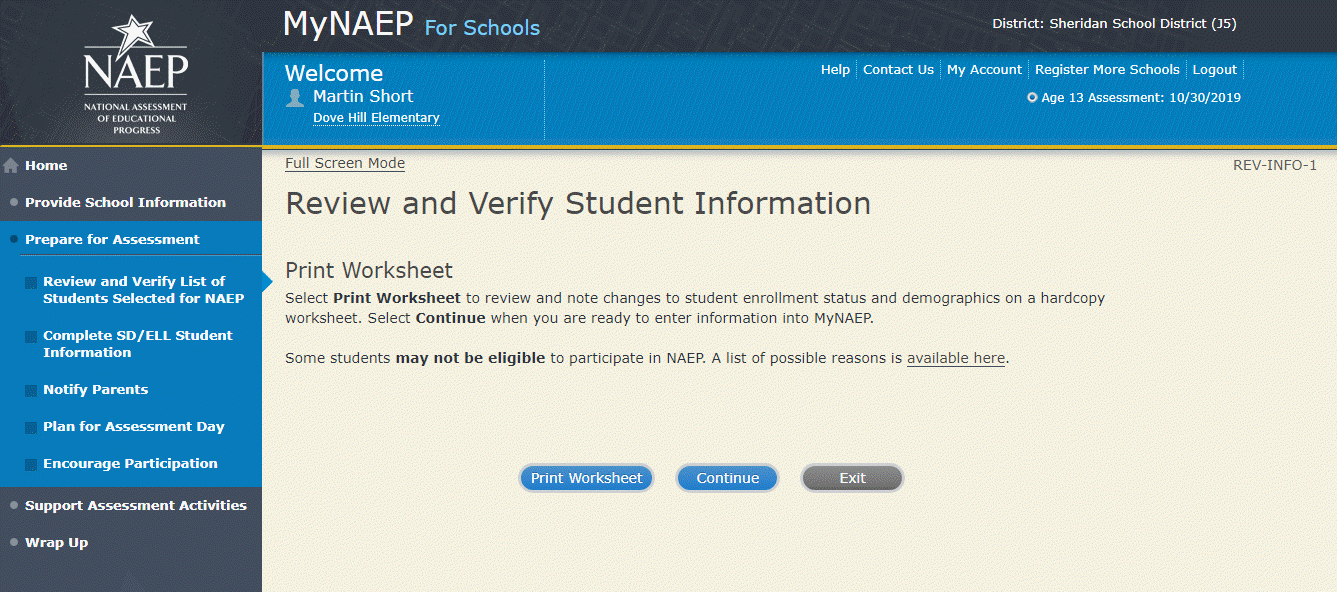 NAEP
NATIONAL ASSESSMENT
OF EDUCATIONAL
PROGRESS
MyNAEP For Schools
District: Sheridan School District (J5)
Welcome
Martin Short
Dove Hill Elementary
Help Contact Us My Account Register More Schools Logout
Age 13 Assessment: 10/30/2019
Home
Provide School Information
Prepare for Assessment
Review and Verify List of
Students Selected for NAEP
Complete SD/ELL Student
Information
Notify Parents
Plan for Assessment Day
Encourage Participation
Support Assessment Activities
Wrap Up
Full Screen Mode
REV-INFO-1
Review and Verify Student Information
Print Worksheet
Select Print Worksheet to review and note changes to student enrollment status and demographics on a hardcopy
worksheet. Select Continue when you are ready to enter information into MyNAEP.
Some students may not be eligible to participate in NAEP. A list of possible reasons is available here.
Print Worksheet Continue Exit